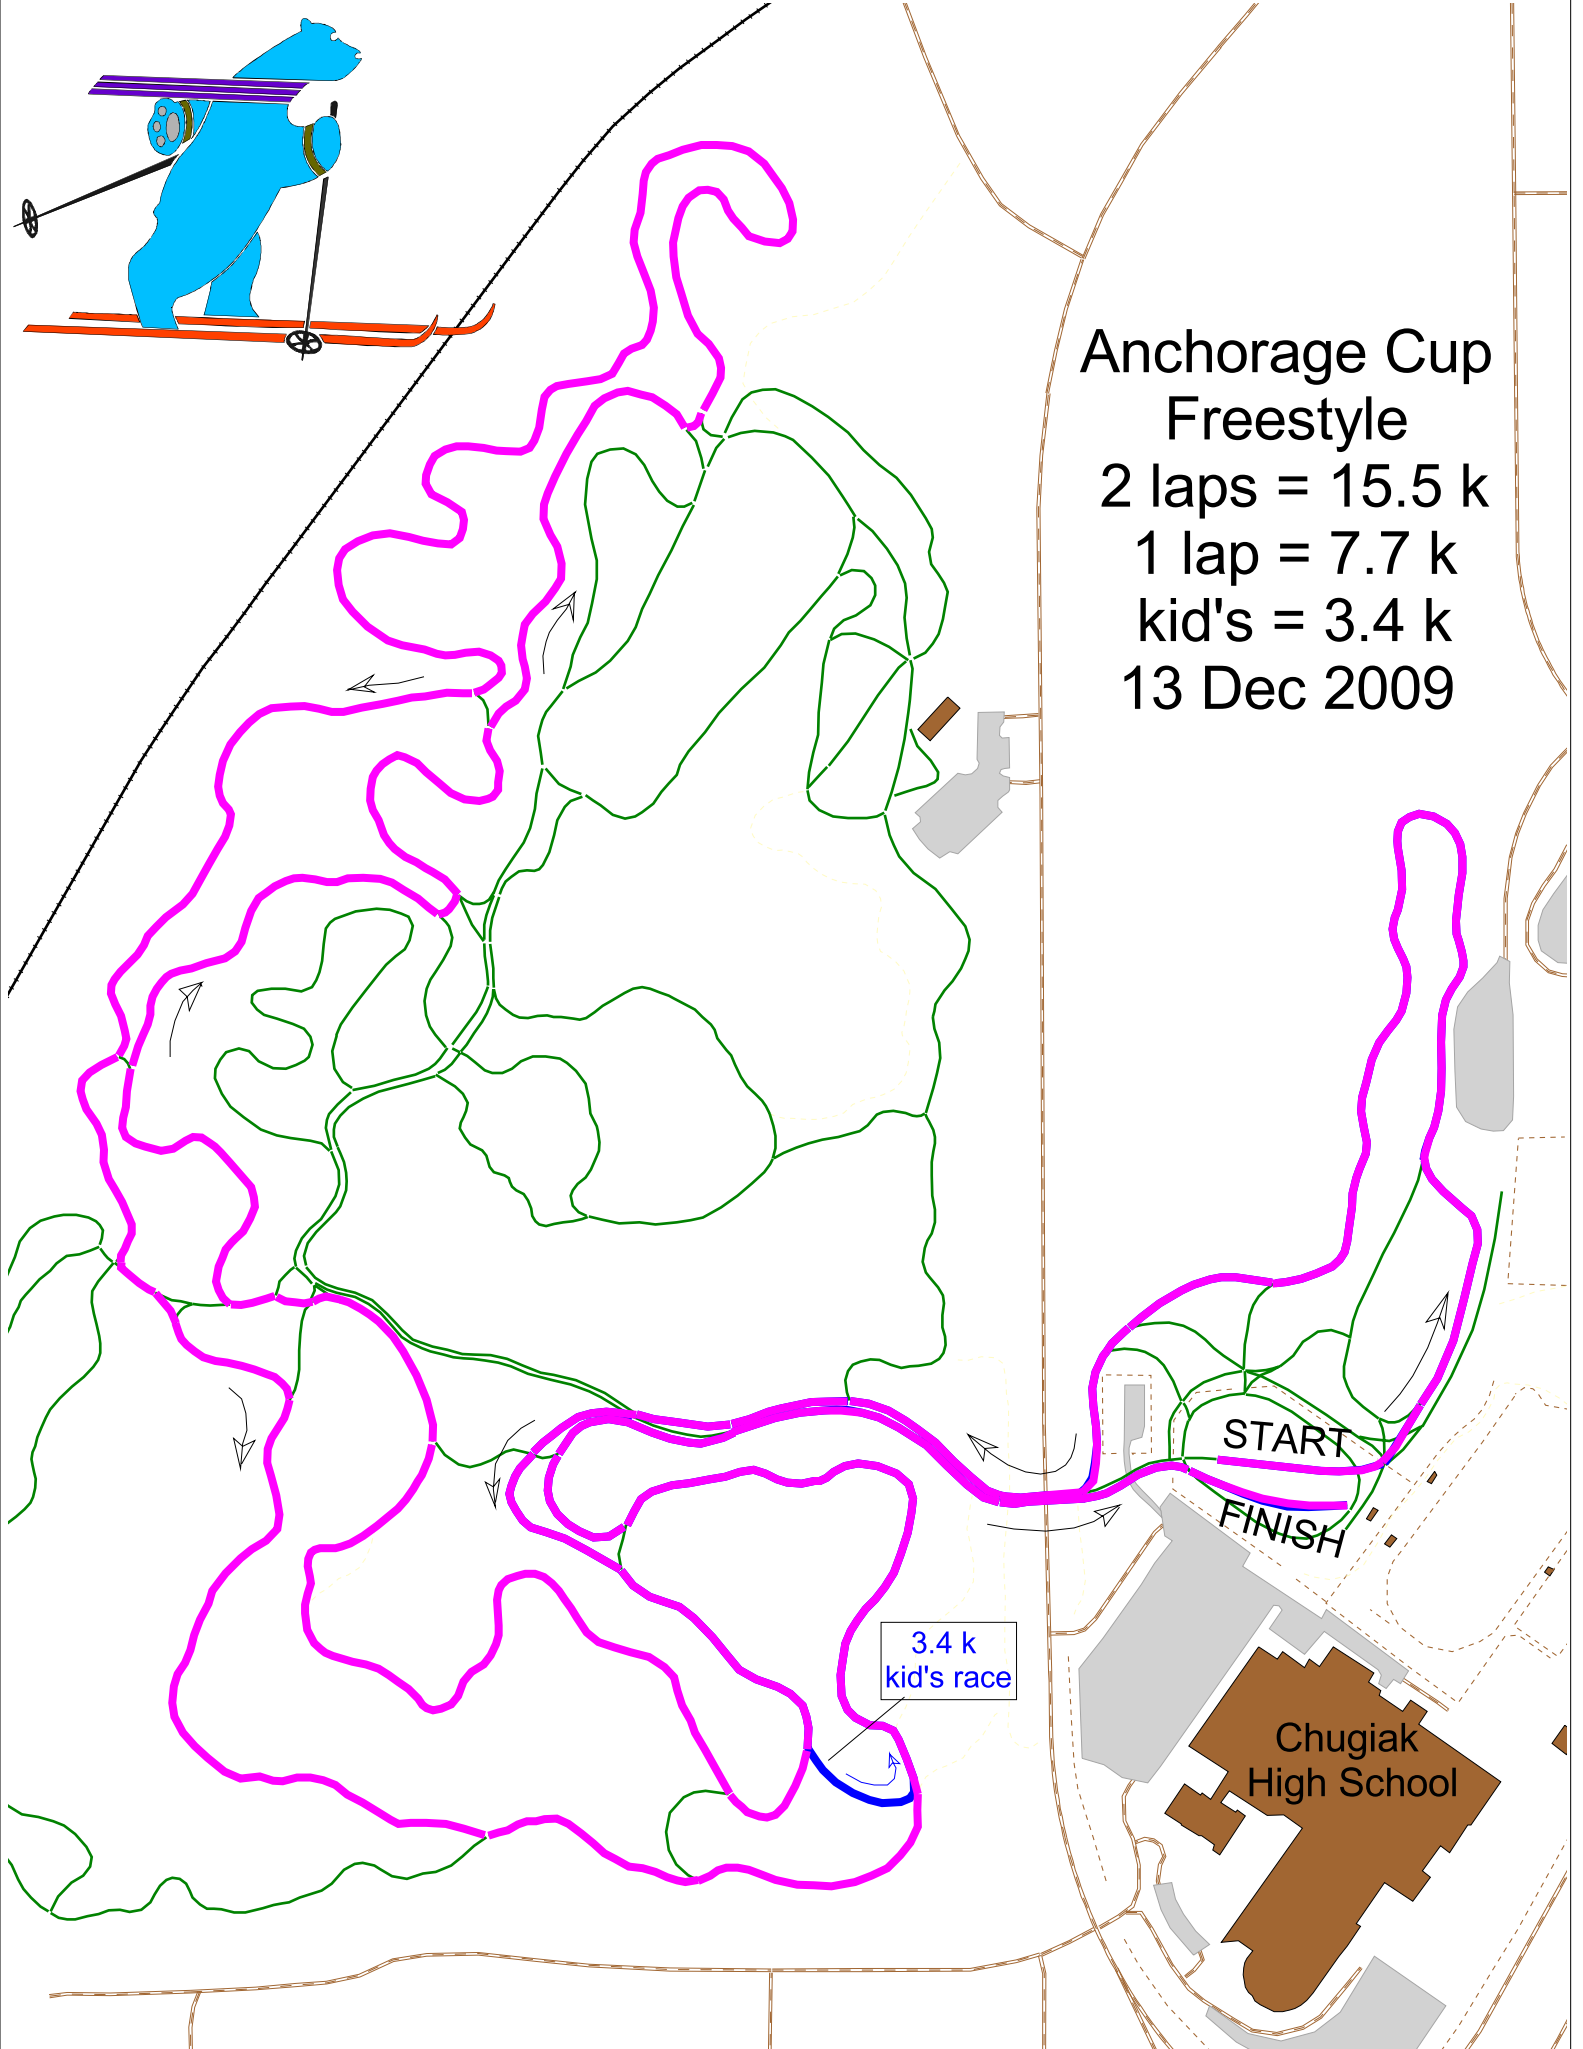 Anchorage Cup
Freestyle
2 laps = 15.5 k
1 lap = 7.7 k
kid's = 3.4 k
13 Dec 2009
START
FINISH
3.4 k
kid's race
Chugiak
High School